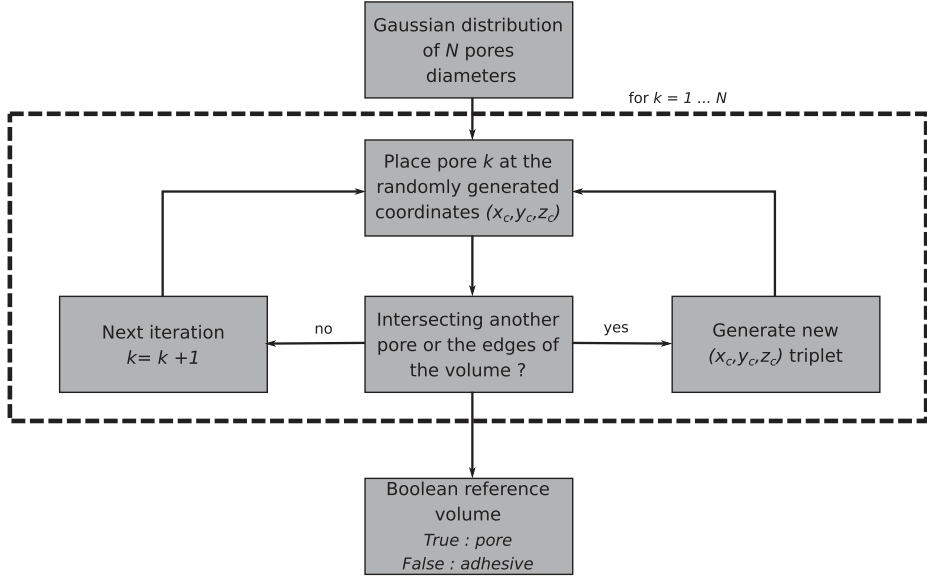 Gaussian distribution
of N pores
diameters
for k = 1 ... N
Place pore k at the
randomly generated
coordinates (xc,yc,zc)
Next iteration
k= k +1
no
Intersecting another
pore or the edges of
the volume ?
yes
Generate new
(xc,yc,zc) triplet
Boolean reference
volume
True : pore
False : adhesive